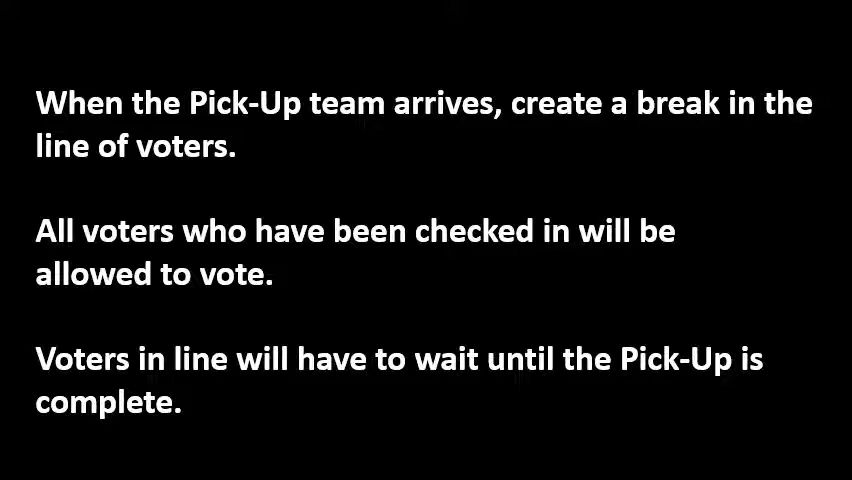 When the Pick-Up team arrives, create a break in the
line of voters.
All voters who have been checked in will be
allowed to vote.
Voters in line will have to wait until the Pick-Up is
complete.